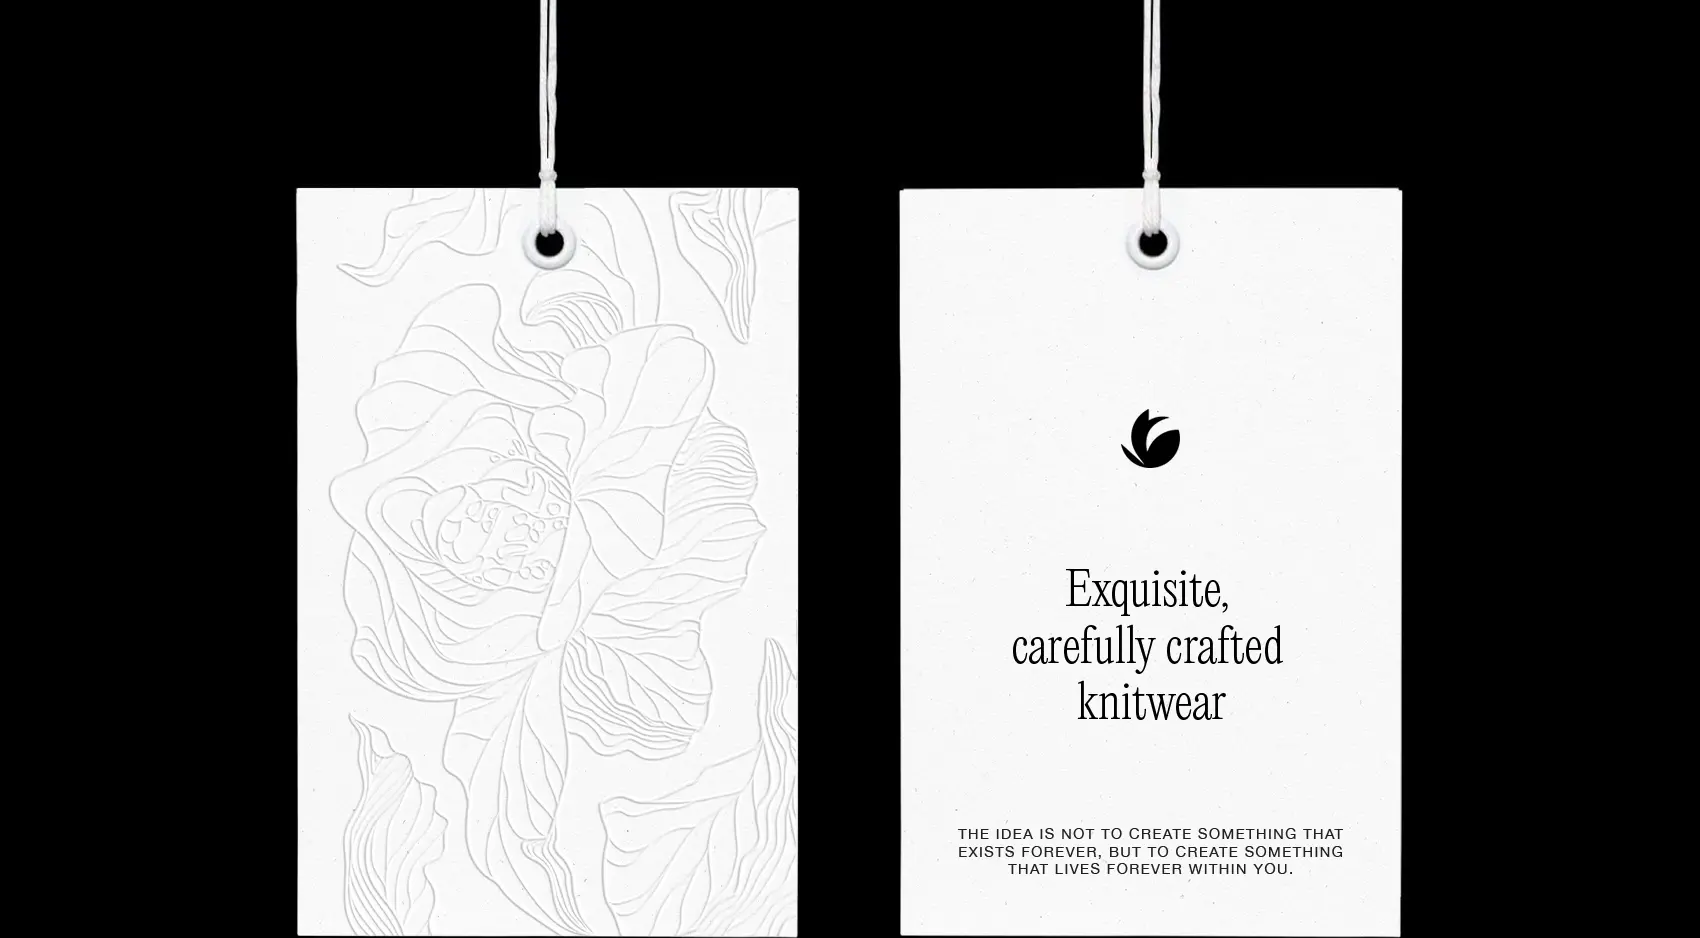 Exquisite,
carefully crafted
knitwear
THE IDEA IS NOT TO CREATE SOMETHING THAT
EXISTS FOREVER, BUT TO CREATE SOMETHING
THAT LIVES FOREVER WITHIN YOU.